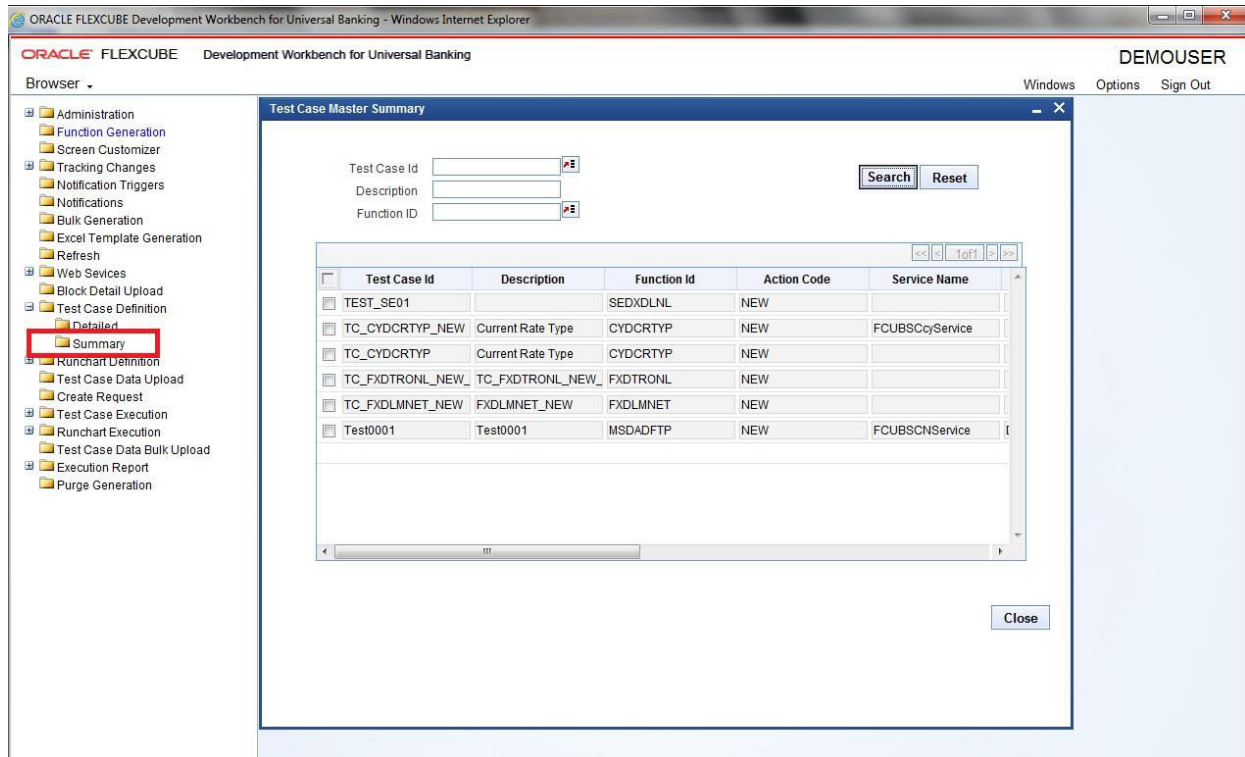 ORACLE FLEXCUBE Development Workbench for Universal Banking - Windows Internet Explorer
ORACLE FLEXCUBE Development Workbench for Universal Banking
DEMOUSER
Browser
Windows Options Sign Out
Administration
Function Generation
Screen Customizer
Tracking Changes
Notification Triggers
Notifications
Bulk Generation
Excel Template Generation
Refresh
Web Sevices
Block Detail Upload
Test Case Definition
Detailed
Summary
Runchart Definition
Test Case Data Upload
Create Request
Test Case Execution
Runchart Execution
Test Case Data Bulk Upload
Execution Report
Purge Generation
Test Case Master Summary
Test Case Id
Description
Function ID
Search Reset
<< < 1of1 > >>
Test Case Id Description Function Id Action Code Service Name
TEST_SE01 SEDXDLNL NEW
TC_CYDCRTYP_NEW Current Rate Type CYDCRTYP NEW FCUBSCcyService
TC_CYDCRTYP Current Rate Type CYDCRTYP NEW
TC_FXDTRONL_NEW_ TC_FXDTRONL_NEW_ FXDTRONL NEW
TC_FXDLMNET_NEW FXDLMNET_NEW FXDLMNET NEW
Test0001 Test0001 MSDADFTP NEW FCUBSCNService
Close